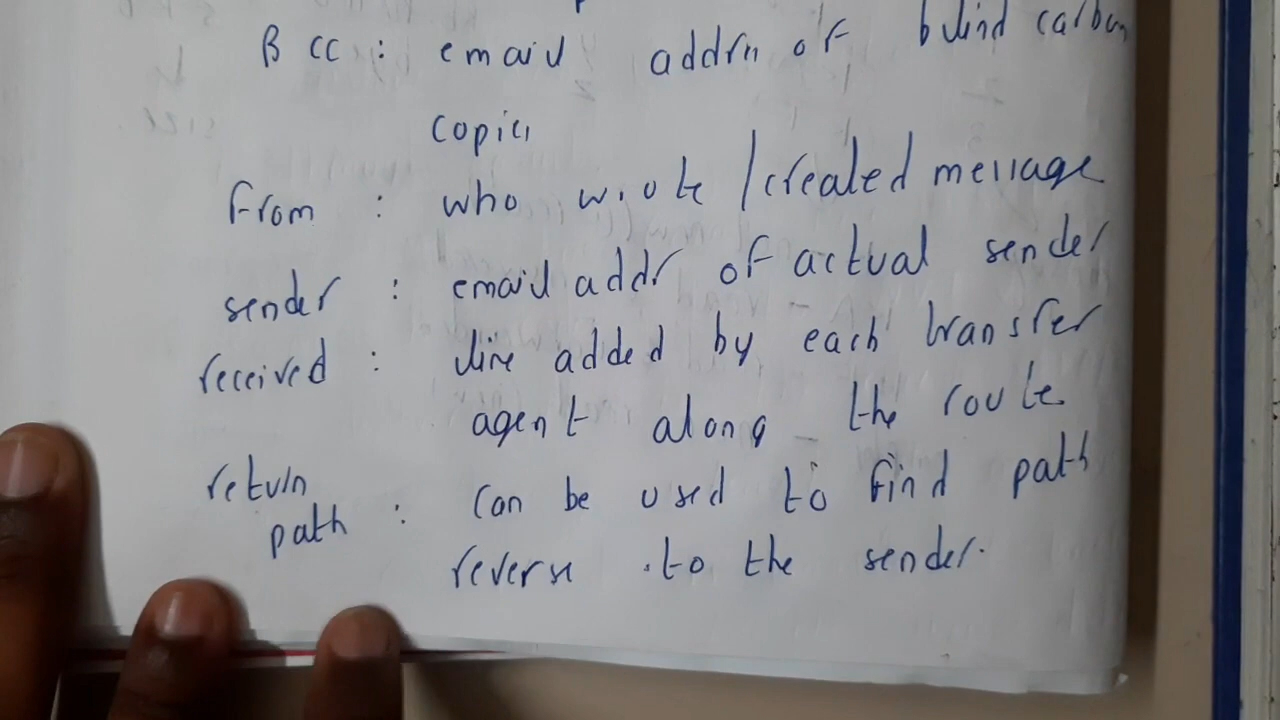 Bcc : email addrs of blind carbon
copies
From : who wrote / created message
sender : email addr of actual sender
received : line added by each transfer
agent along the route
return
path : can be used to find path
reverse to the sender.